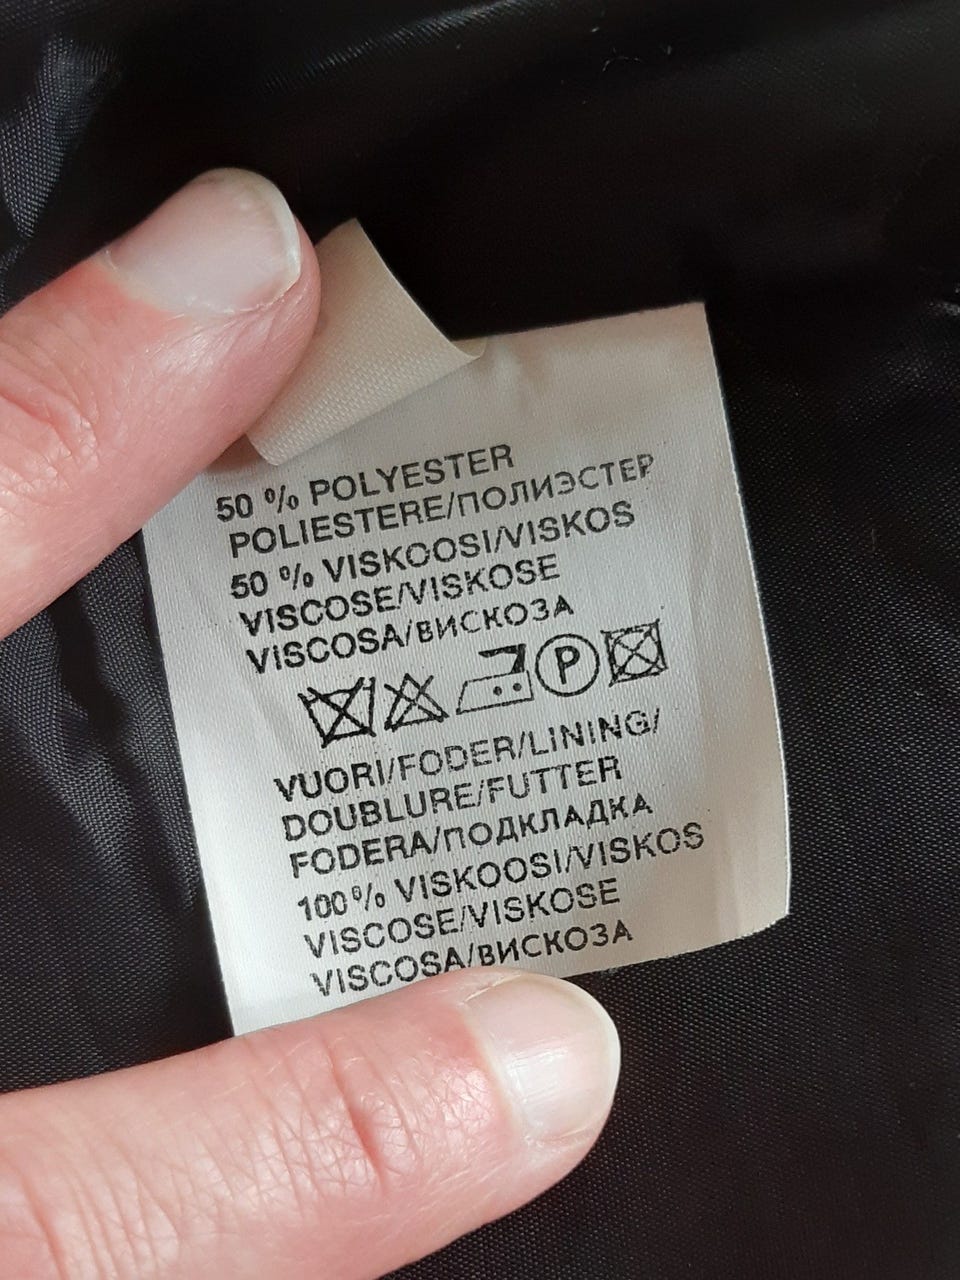 50 % POLYESTER
POLIESTERE/ПОЛИЭСТЕР
50 % VISKOOSI/VISKOS
VISCOSE/VISKOSE
VISCOSA/ВИСКОЗА
P
VUORI/FODER/LINING/
DOUBLURE/FUTTER
FODERA/ПОДКЛАДКА
100% VISKOOSI/VISKOS
VISCOSE/VISKOSE
VISCOSA/ВИСКОЗА